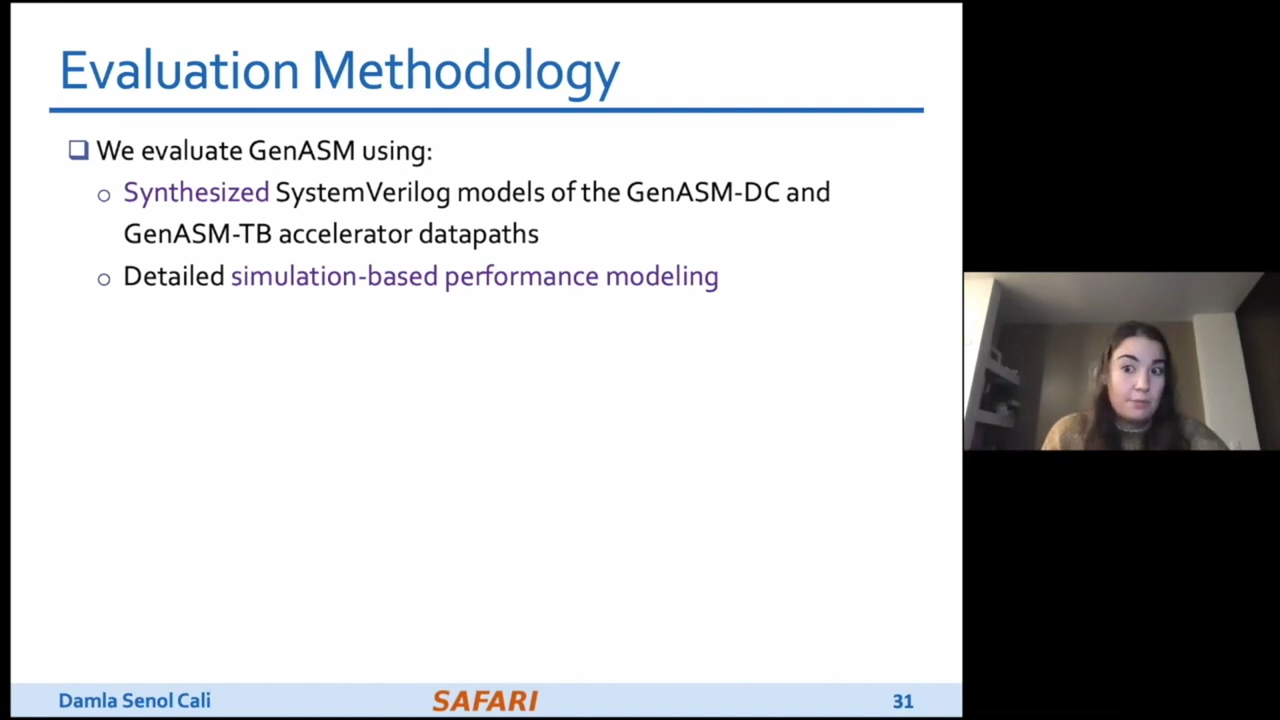 Evaluation Methodology
❑ We evaluate GenASM using:
o Synthesized SystemVerilog models of the GenASM-DC and
GenASM-TB accelerator datapaths
o Detailed simulation-based performance modeling
Damla Senol Cali SAFARI 31